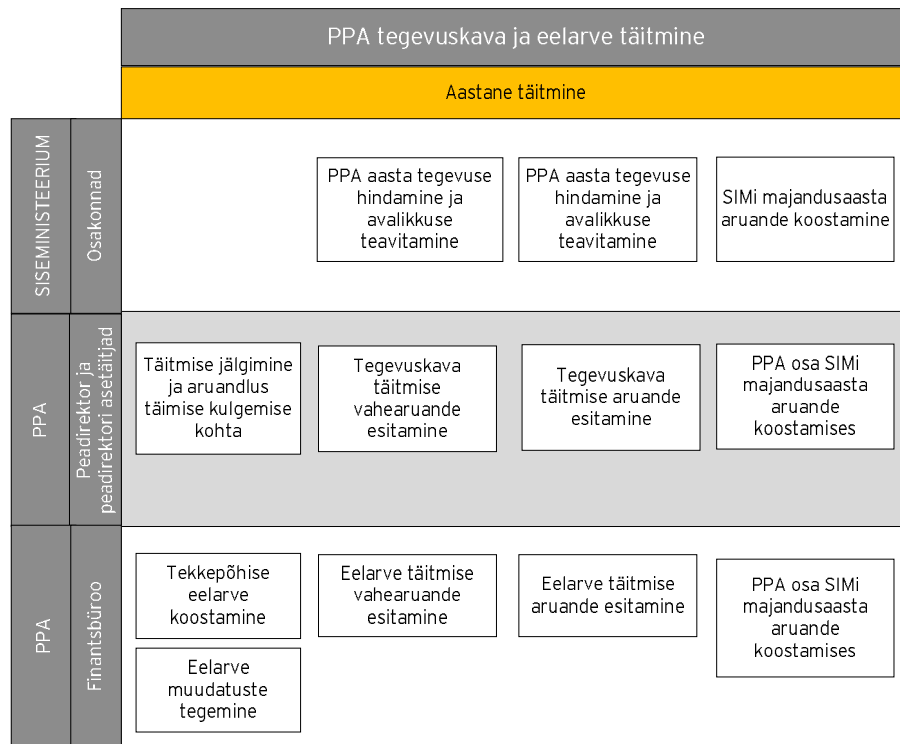 PPA tegevuskava ja eelarve täitmine
Aastane täitmine
SISEMINISTEERIUM
Osakonnad
PPA aasta tegevuse
hindamine ja
avalikkuse
teavitamine
PPA aasta tegevuse
hindamine ja
avalikkuse
teavitamine
SIMi majandusaasta
aruande koostamine
PPA
Peadirektor ja
peadirektori asetäitjad
Täitmise jälgimine
ja aruandlus
täimise kulgemise
kohta
Tegevuskava
täitmise
vahearuande
esitamine
Tegevuskava
täitmise aruande
esitamine
PPA osa SIMi
majandusaasta
aruande
koostamises
PPA
Finantsbüroo
Tekkepõhise
eelarve
koostamine
Eelarve
muudatuste
tegemine
Eelarve täitmise
vahearuande
esitamine
Eelarve täitmise
aruande esitamine
PPA osa SIMi
majandusaasta
aruande
koostamises